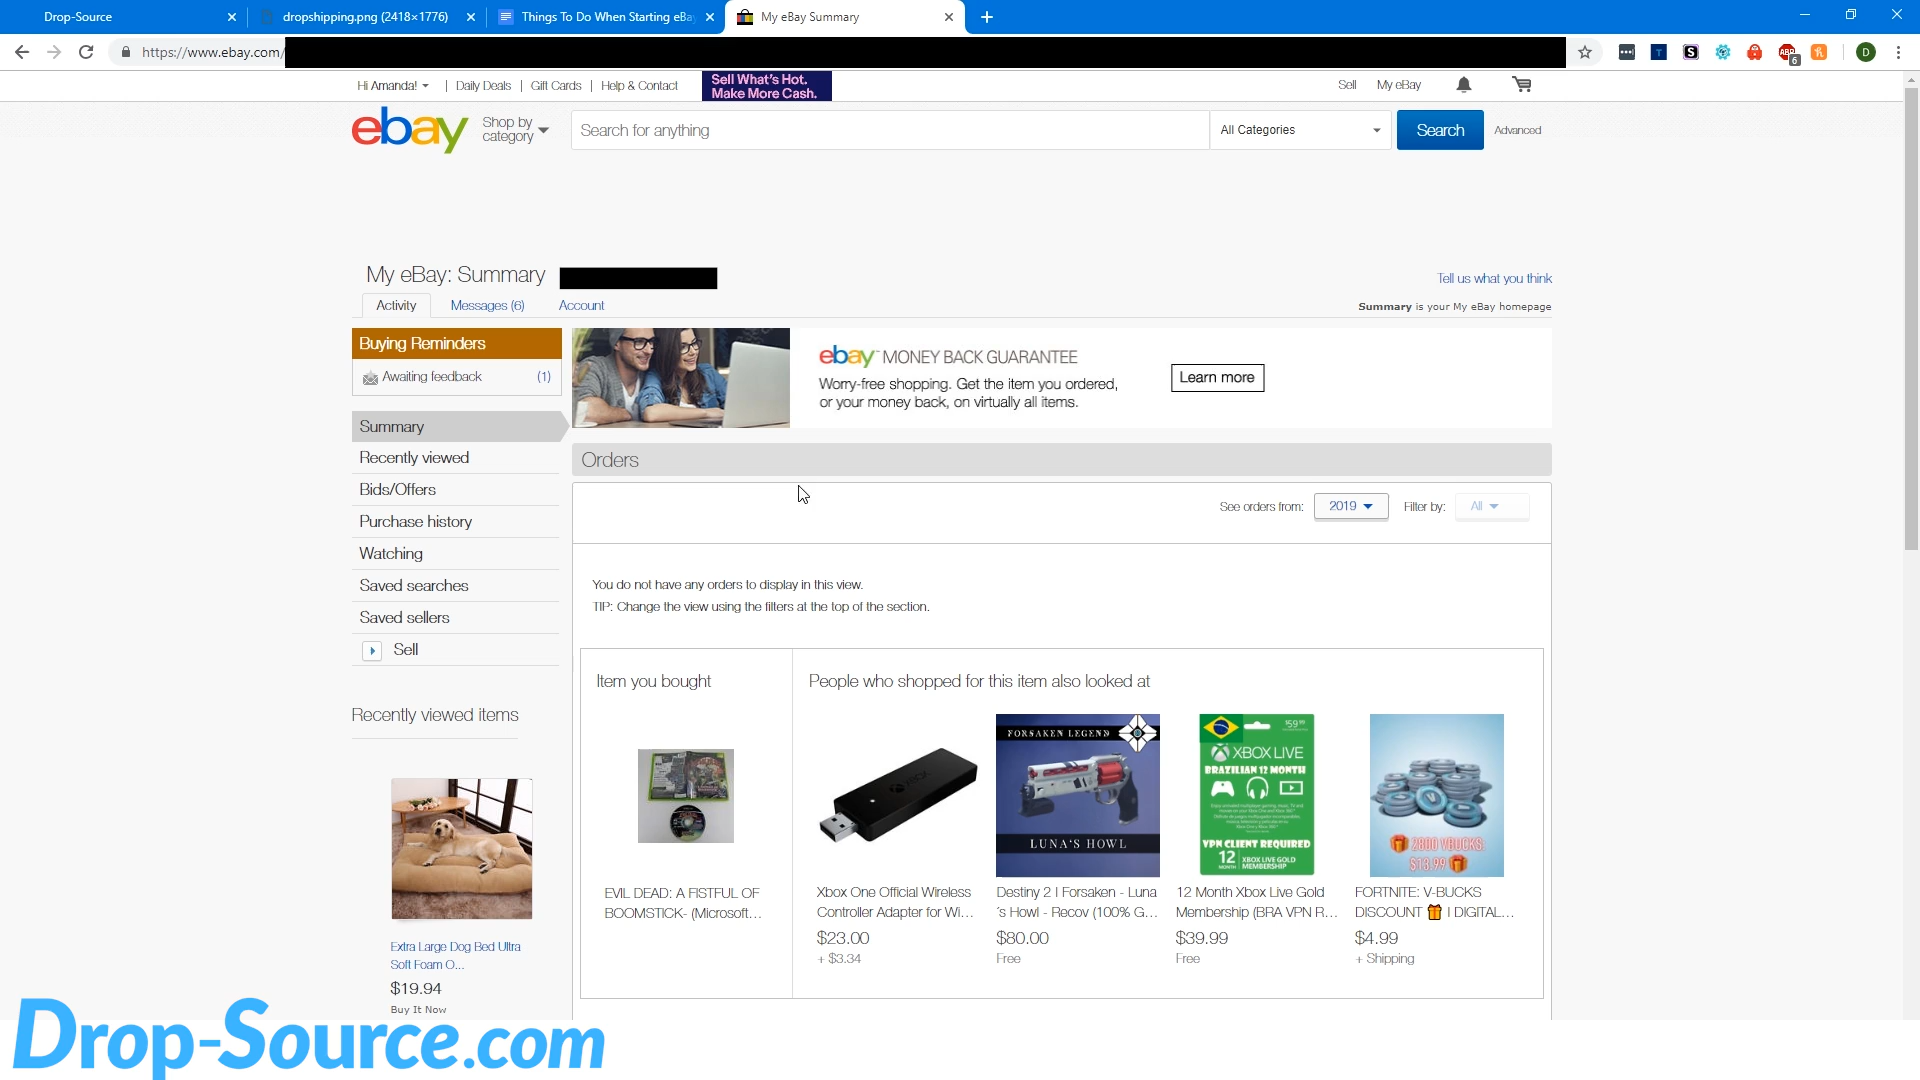 Drop-Source
dropshipping.png (2418×1776)
Things To Do When Starting eBay
My eBay Summary
https://www.ebay.com/
6
D
Hi Amanda!
Daily Deals
Gift Cards
Help & Contact
Sell What's Hot.
Make More Cash.
Sell
My eBay
ebay
Shop by
category
Search for anything
All Categories
Search
Advanced
My eBay: Summary
Tell us what you think
Activity
Messages (6)
Account
Summary is your My eBay homepage
Buying Reminders
Awaiting feedback (1)
ebay MONEY BACK GUARANTEE
Worry-free shopping. Get the item you ordered,
or your money back, on virtually all items.
Learn more
Summary
Recently viewed
Bids/Offers
Purchase history
Watching
Saved searches
Saved sellers
Sell
Orders
See orders from:
2019
Filter by:
All
You do not have any orders to display in this view.
TIP: Change the view using the filters at the top of the section.
Item you bought
People who shopped for this item also looked at
FORSAKEN LEGEND
LUNA'S HOWL
$59.99
XBOX LIVE
BRAZILIAN 12 MONTH
VPN CLIENT REQUIRED
12 MONTH
XBOX LIVE GOLD
MEMBERSHIP
2800 VBUCKS
$13.99
EVIL DEAD: A FISTFUL OF
BOOMSTICK- (Microsoft...
Xbox One Official Wireless
Controller Adapter for Wi...
$23.00
+ $3.34
Destiny 2 I Forsaken - Luna
´s Howl - Recov (100% G...
$80.00
Free
12 Month Xbox Live Gold
Membership (BRA VPN R...
$39.99
Free
FORTNITE: V-BUCKS
DISCOUNT 🎁 I DIGITAL...
$4.99
+ Shipping
Recently viewed items
Extra Large Dog Bed Ultra
Soft Foam O...
$19.94
Buy It Now
Drop-Source.com